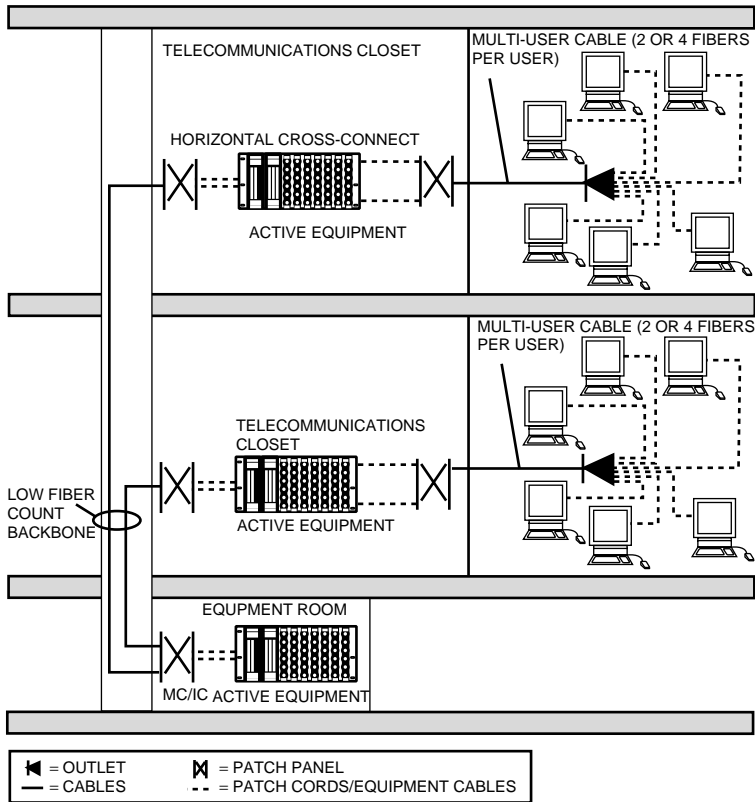 TELECOMMUNICATIONS CLOSET
MULTI-USER CABLE (2 OR 4 FIBERS
PER USER)
HORIZONTAL CROSS-CONNECT
ACTIVE EQUIPMENT
MULTI-USER CABLE (2 OR 4 FIBERS
PER USER)
TELECOMMUNICATIONS
CLOSET
ACTIVE EQUIPMENT
LOW FIBER
COUNT
BACKBONE
EQUPMENT ROOM
MC/IC
ACTIVE EQUIPMENT
= OUTLET
= PATCH PANEL
= CABLES
= PATCH CORDS/EQUIPMENT CABLES